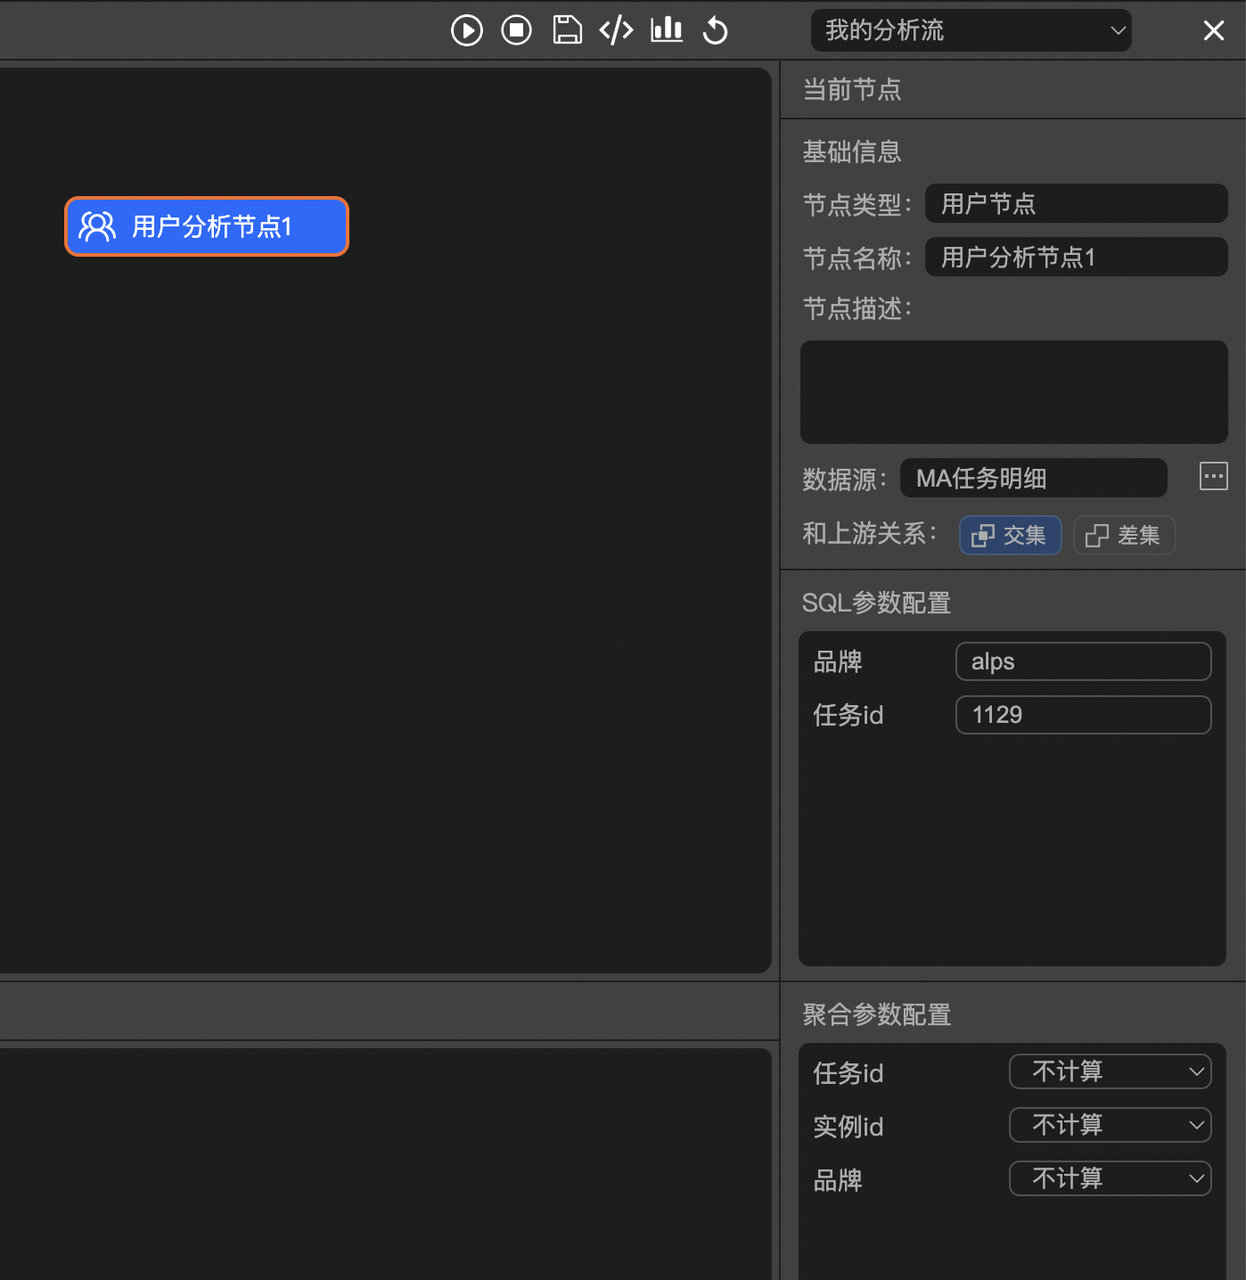 我的分析流
当前节点
基础信息
用户分析节点1
节点类型： 用户节点
节点名称： 用户分析节点1
节点描述：
数据源： MA任务明细
和上游关系： 交集 差集
SQL参数配置
品牌 alps
任务id 1129
聚合参数配置
任务id 不计算
实例id 不计算
品牌 不计算